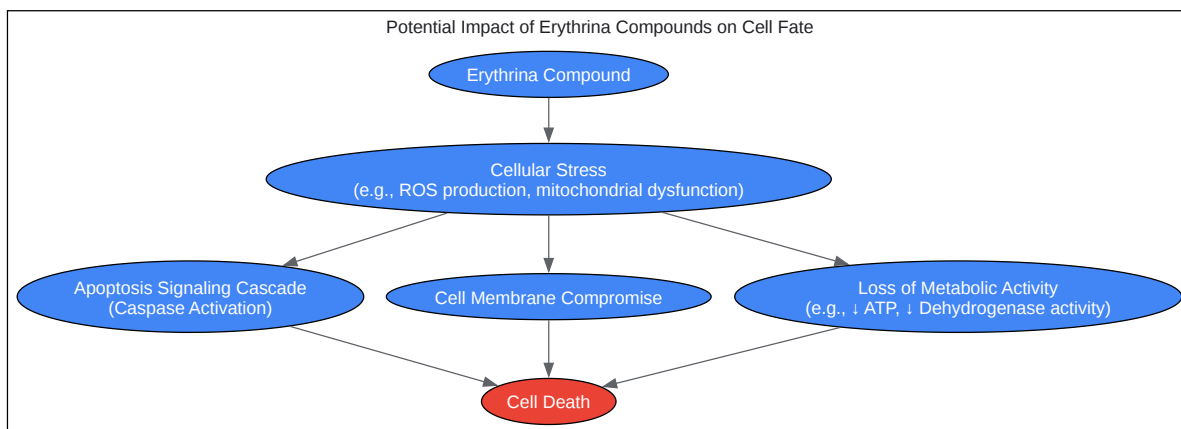 Potential Impact of Erythrina Compounds on Cell Fate
Erythrina Compound
Cellular Stress
(e.g., ROS production, mitochondrial dysfunction)
Apoptosis Signaling Cascade
(Caspase Activation)
Cell Membrane Compromise
Loss of Metabolic Activity
(e.g., ↓ ATP, ↓ Dehydrogenase activity)
Cell Death